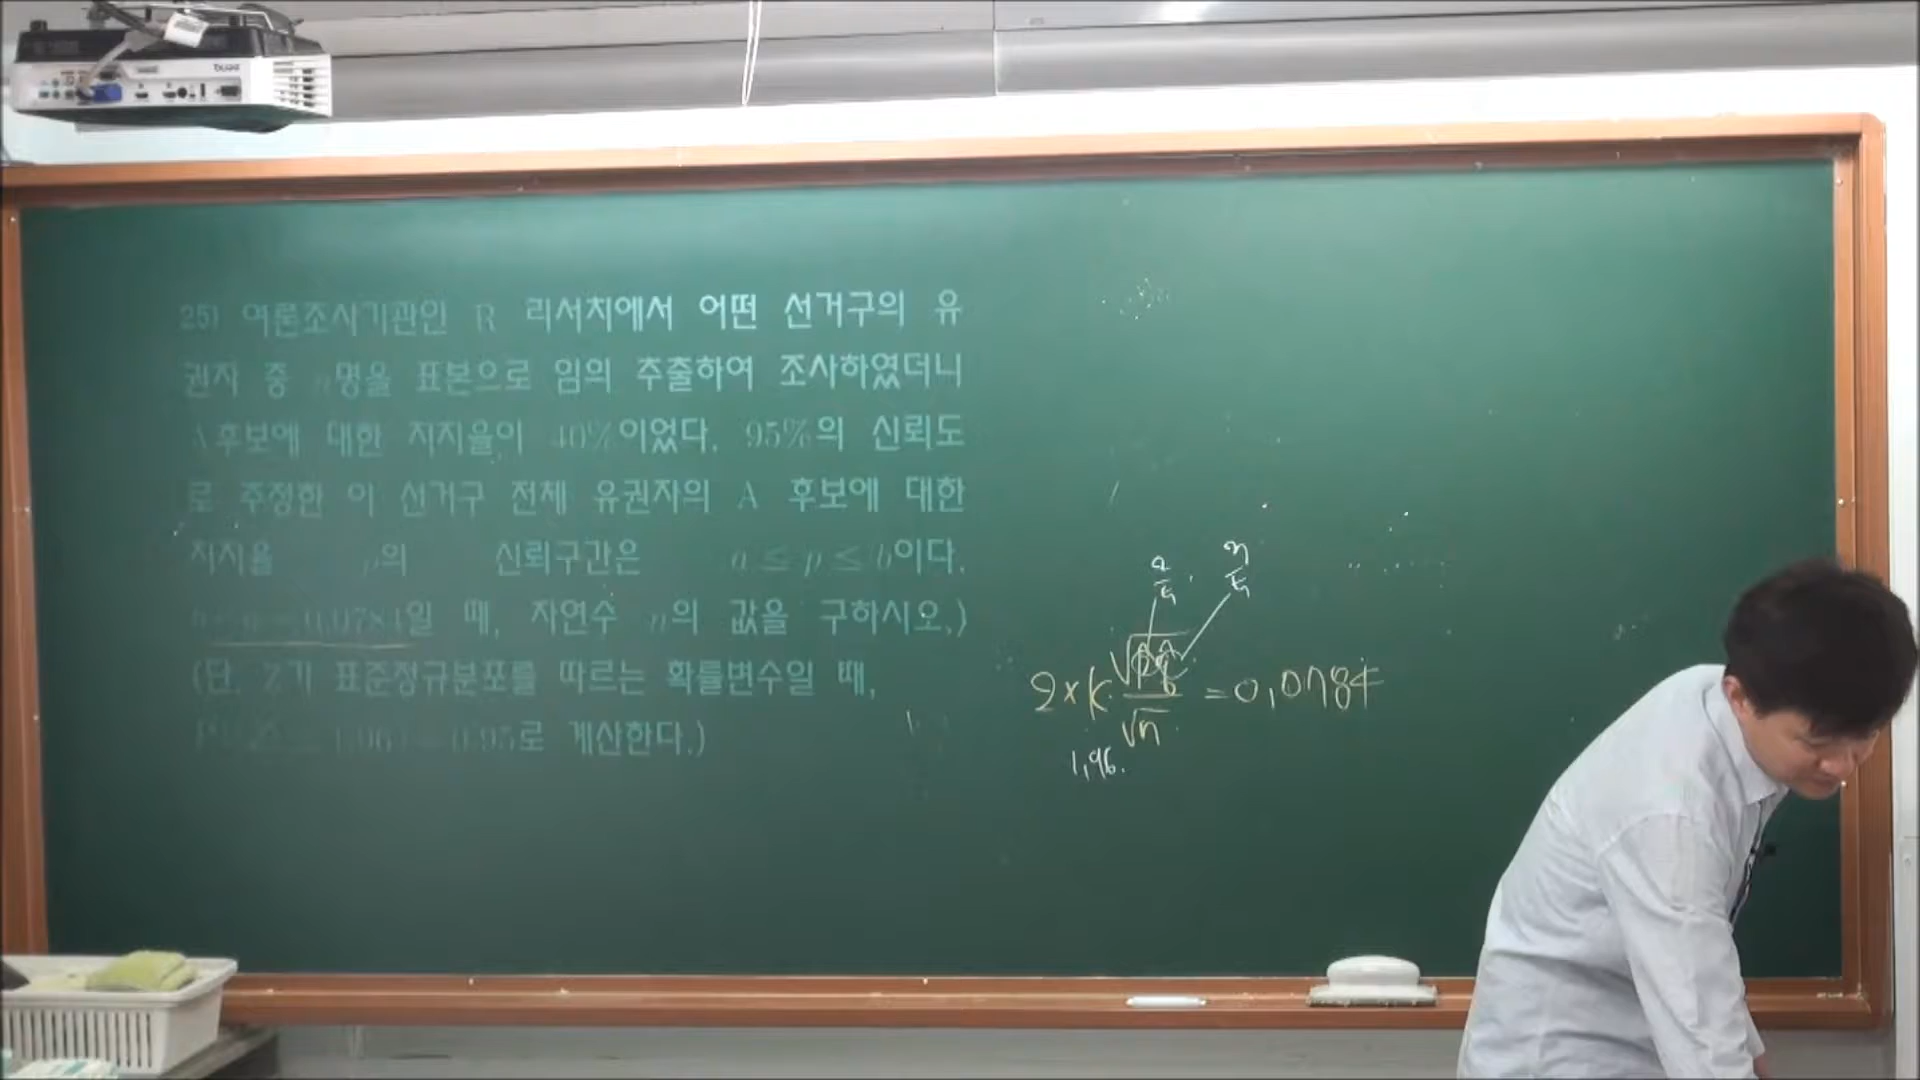 25) 여론조사기관인 R 리서치에서 어떤 선거구의 유
권자 중 n명을 표본으로 임의 추출하여 조사하였더니
A후보에 대한 지지율이 40%이었다. 95%의 신뢰도
로 추정한 이 선거구 전체 유권자의 A 후보에 대한
지지율 p의 신뢰구간은 a ≤ p ≤ b이다.
b - a = 0.0784일 때, 자연수 n의 값을 구하시오.)
(단, Z가 표준정규분포를 따르는 확률변수일 때,
1.96) = 0.95로 계산한다.)
2×k·√p̂q̂/√n = 0,0784
1,96.
BenQ